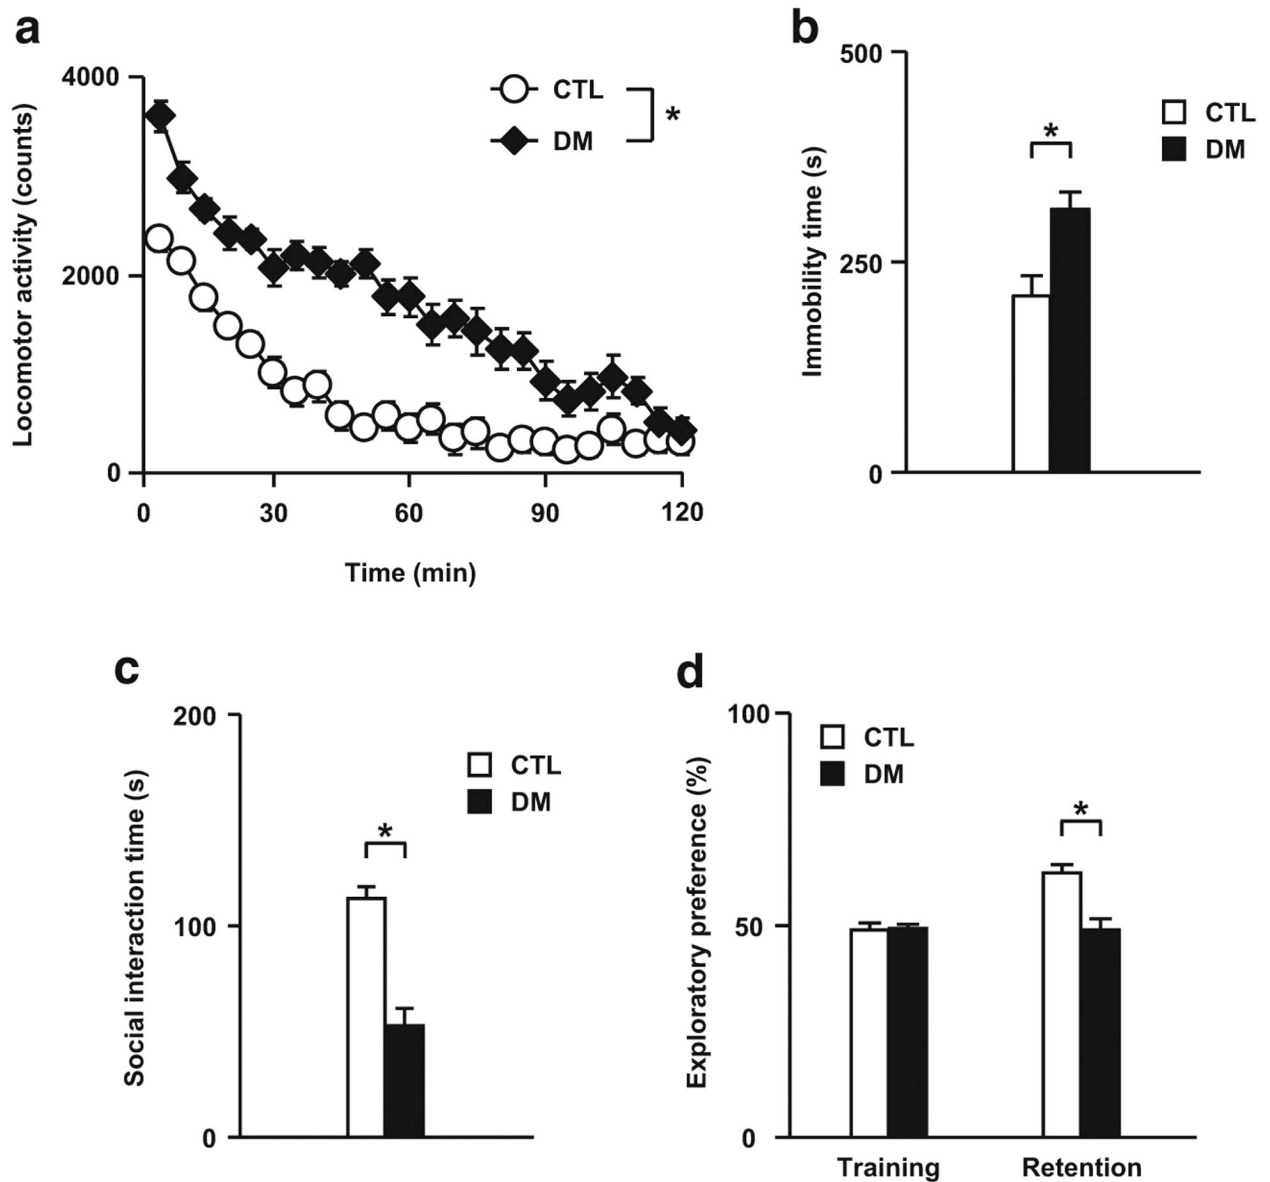 a
4000
2000
0
Locomotor activity (counts)
CTL
DM
*
0 30 60 90 120
Time (min)
b
500
250
0
Immobility time (s)
CTL
DM
*
c
200
100
0
Social interaction time (s)
CTL
DM
*
d
100
50
0
Exploratory preference (%)
CTL
DM
*
Training Retention